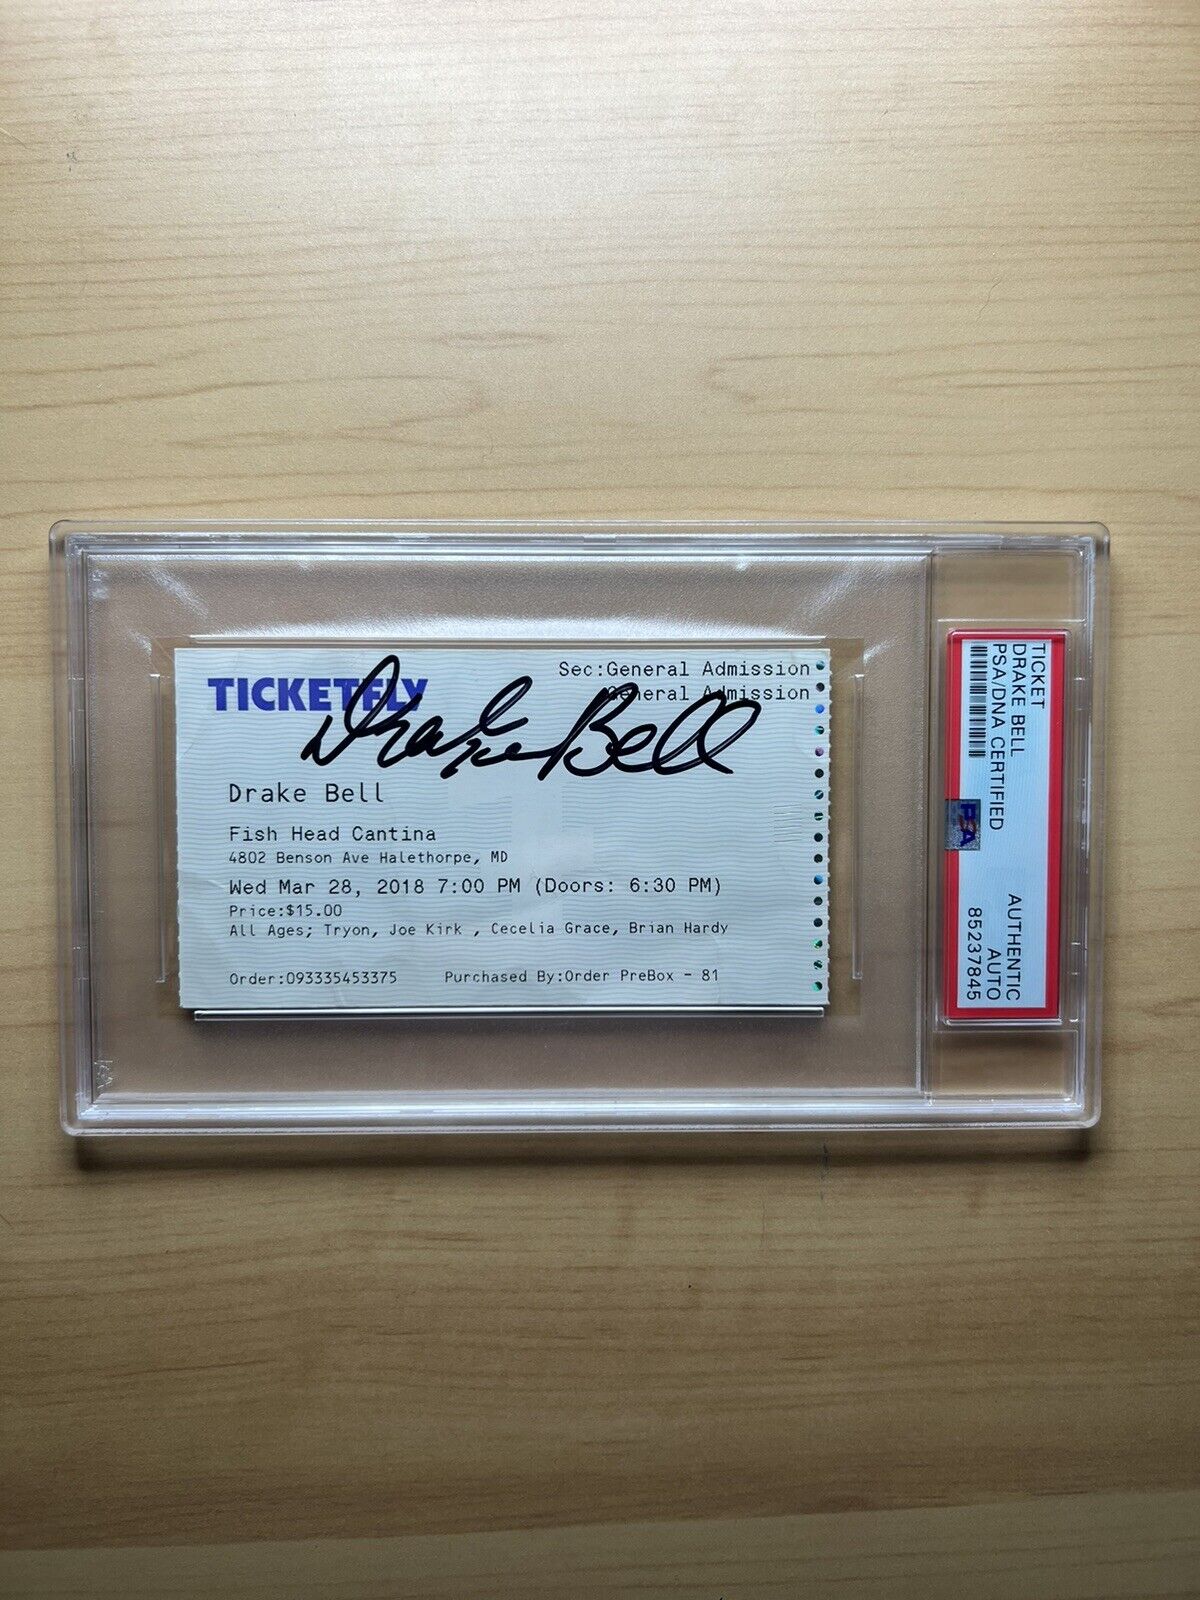 TICKETFLY
Sec:General Admission
General Admission
Drake Bell
Drake Bell
Fish Head Cantina
4802 Benson Ave Halethorpe, MD
Wed Mar 28, 2018 7:00 PM (Doors: 6:30 PM)
Price:$15.00
All Ages; Tryon, Joe Kirk , Cecelia Grace, Brian Hardy
Order:093335453375 Purchased By:Order PreBox - 81
TICKET
DRAKE BELL
PSA/DNA CERTIFIED
PSA
AUTHENTIC
AUTO
85237845
PSA